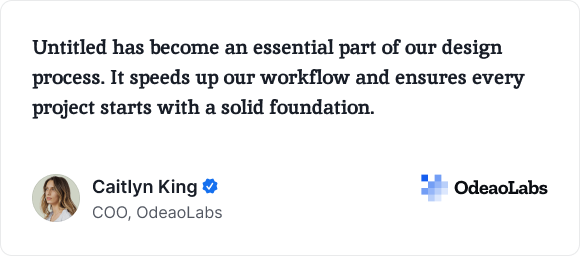 Untitled has become an essential part of our design
process. It speeds up our workflow and ensures every
project starts with a solid foundation.
Caitlyn King
COO, OdeaoLabs
OdeaoLabs